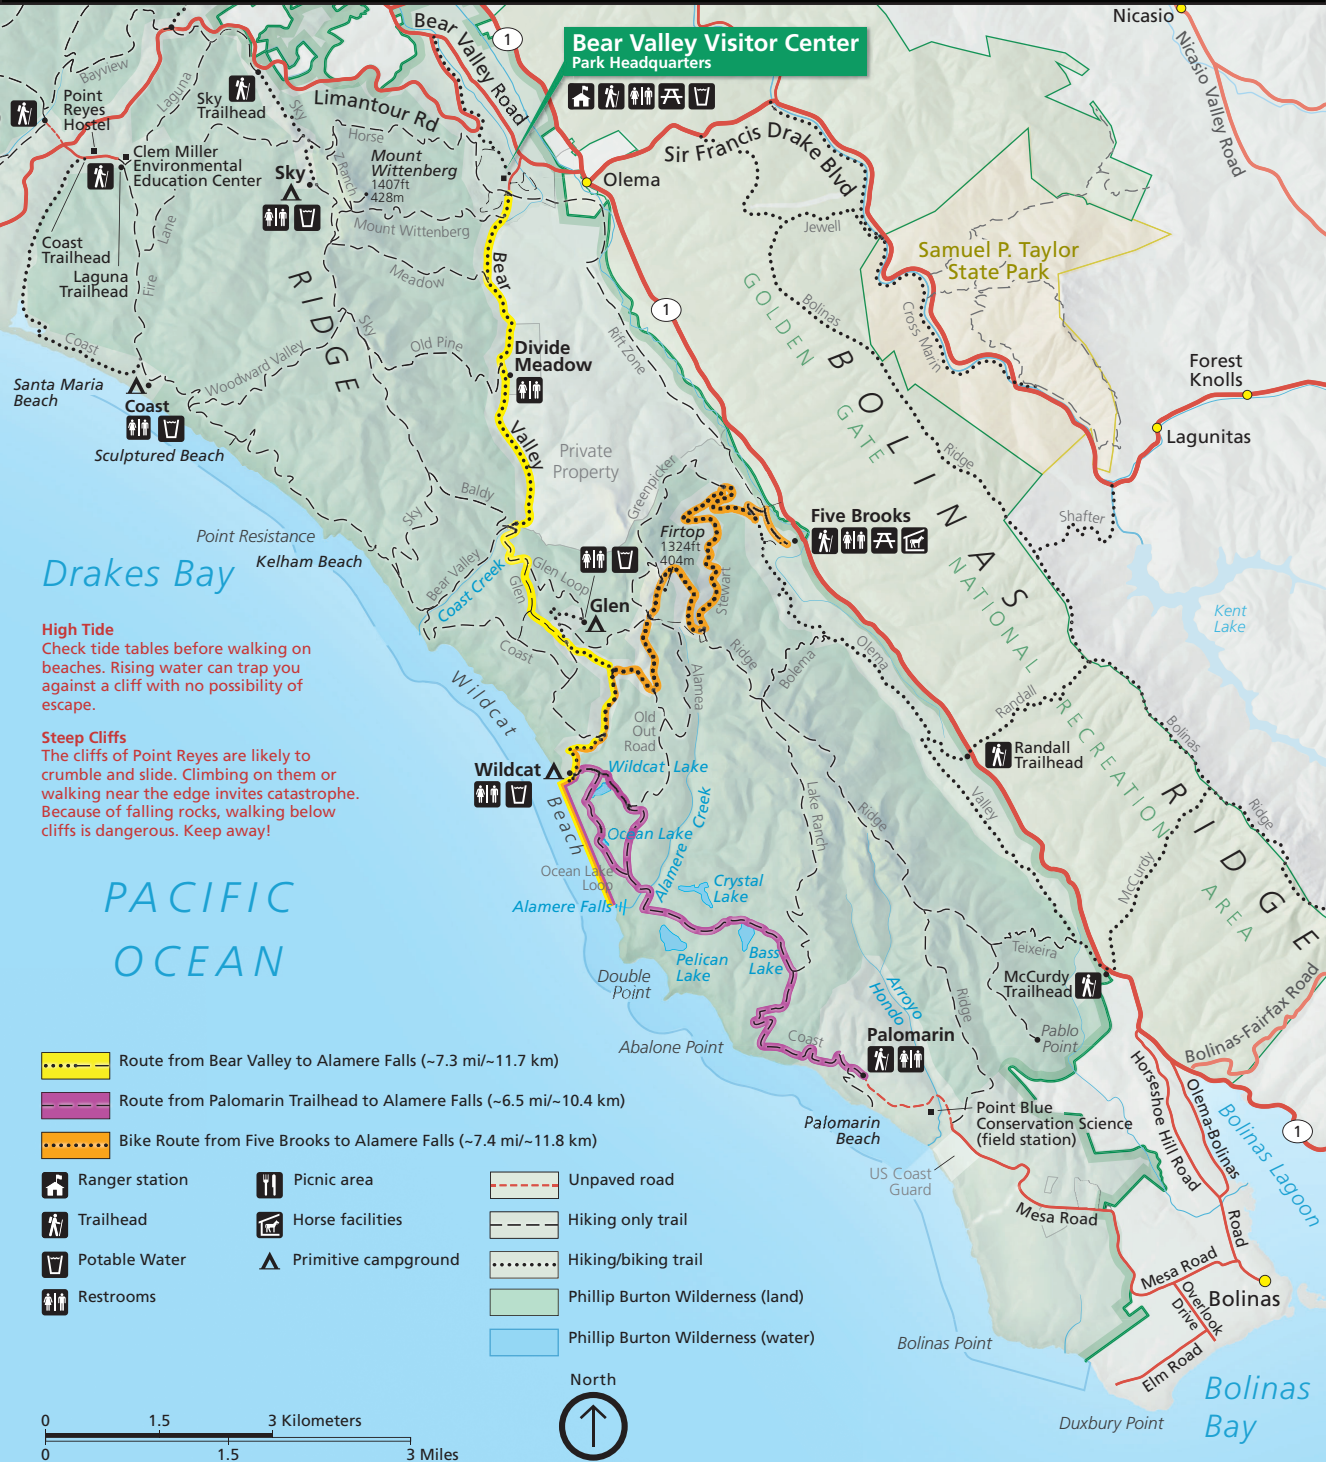 Nicasio
Nicasio Valley Road
Bear Valley Road
1
Bear Valley Visitor Center
Park Headquarters
Bayview
Laguna
Point
Reyes
Hostel
Sky
Trailhead
Sky
Limantour Rd
Horse
Z Ranch
Mount
Wittenberg
1407ft
428m
Clem Miller
Environmental
Education Center
Sky
Sir Francis Drake Blvd
Olema
Mount Wittenberg
Jewell
Samuel P. Taylor
State Park
Coast
Trailhead
Laguna
Trailhead
Fire
Lane
Meadow
Bear
Valley
RIDGE
Sky
1
GOLDEN
GATE
NATIONAL
RECREATION
AREA
Bolinas
Cross Marin
Rift Zone
Coast
Woodward Valley
Old Pine
Divide
Meadow
Forest
Knolls
Lagunitas
Santa Maria
Beach
Coast
Sculptured Beach
BOLINAS
RIDGE
Private
Property
Ridge
Baldy
Sky
Greenpicker
Firtop
1324ft
404m
Five Brooks
Shafter
Point Resistance
Kelham Beach
Drakes Bay
Bear Valley
Coast Creek
Glen
Glen Loop
Glen
Stewart
Kent
Lake
High Tide
Check tide tables before walking on
beaches. Rising water can trap you
against a cliff with no possibility of
escape.
Coast
Ridge
Bolema
Olema
Valley
Alamea
Randall
Bolinas
Ridge
Wildcat
Beach
Old
Out
Road
Randall
Trailhead
Steep Cliffs
The cliffs of Point Reyes are likely to
crumble and slide. Climbing on them or
walking near the edge invites catastrophe.
Because of falling rocks, walking below
cliffs is dangerous. Keep away!
Wildcat
Wildcat Lake
Lake Ranch
Ridge
Ocean Lake
Alamere Creek
McCurdy
Ocean Lake
Loop
Crystal
Lake
Alamere Falls
PACIFIC
OCEAN
Pelican
Lake
Bass
Lake
Teixeira
Double
Point
McCurdy
Trailhead
Arroyo
Hondo
Ridge
Bolinas-Fairfax Road
Abalone Point
Coast
Palomarin
Pablo
Point
Route from Bear Valley to Alamere Falls (~7.3 mi/~11.7 km)
Route from Palomarin Trailhead to Alamere Falls (~6.5 mi/~10.4 km)
Bike Route from Five Brooks to Alamere Falls (~7.4 mi/~11.8 km)
Palomarin
Beach
Point Blue
Conservation Science
(field station)
Horseshoe Hill Road
Olema-Bolinas
Road
Bolinas Lagoon
1
Ranger station
Picnic area
Unpaved road
US Coast
Guard
Trailhead
Horse facilities
Hiking only trail
Mesa Road
Potable Water
Primitive campground
Hiking/biking trail
Mesa Road
Restrooms
Phillip Burton Wilderness (land)
Overlook
Drive
Bolinas
Phillip Burton Wilderness (water)
Bolinas Point
Elm Road
North
Bolinas
Bay
0 1.5 3 Kilometers
0 1.5 3 Miles
Duxbury Point